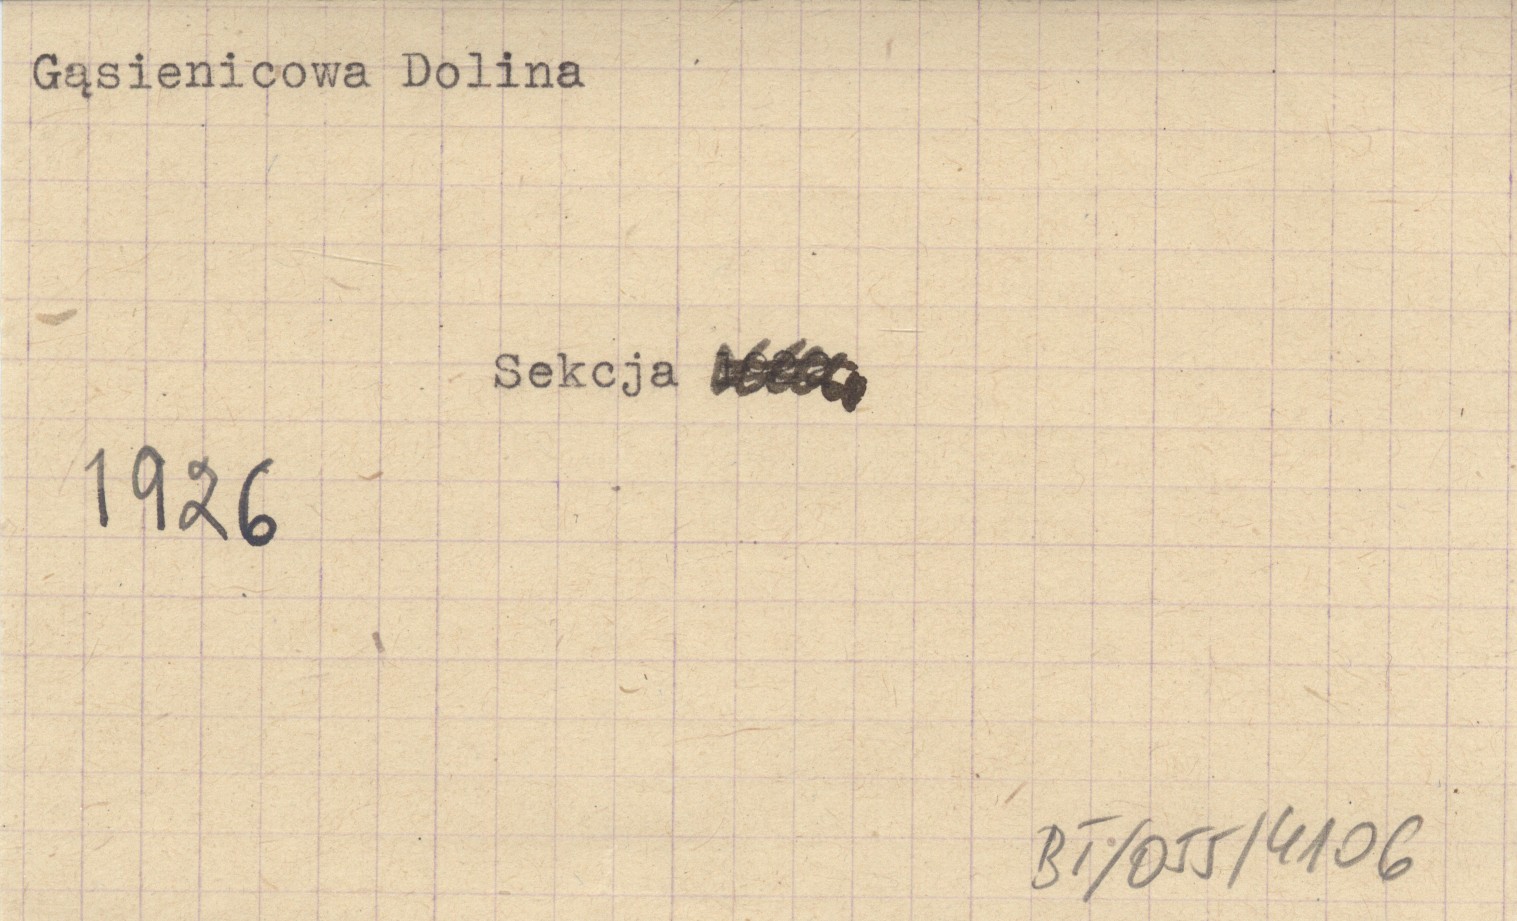 Gąsienicowa Dolina
Sekcja
1926
BT/055/4106